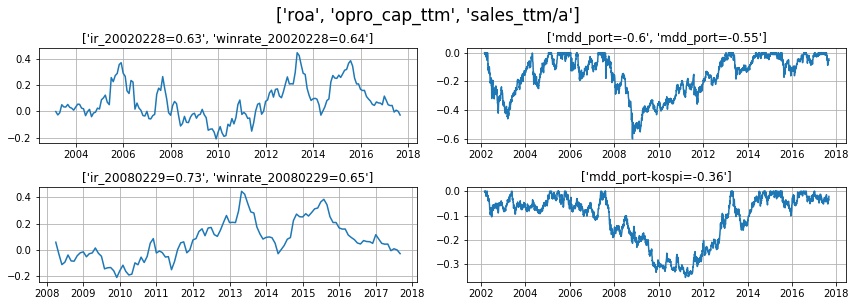 ['roa', 'opro_cap_ttm', 'sales_ttm/a']
['ir_20020228=0.63', 'winrate_20020228=0.64']
0.4
0.2
0.0
−0.2
2004 2006 2008 2010 2012 2014 2016 2018
['mdd_port=-0.6', 'mdd_port=-0.55']
0.0
−0.2
−0.4
−0.6
2002 2004 2006 2008 2010 2012 2014 2016 2018
['ir_20080229=0.73', 'winrate_20080229=0.65']
0.4
0.2
0.0
−0.2
2008 2009 2010 2011 2012 2013 2014 2015 2016 2017 2018
['mdd_port-kospi=-0.36']
0.0
−0.1
−0.2
−0.3
2002 2004 2006 2008 2010 2012 2014 2016 2018